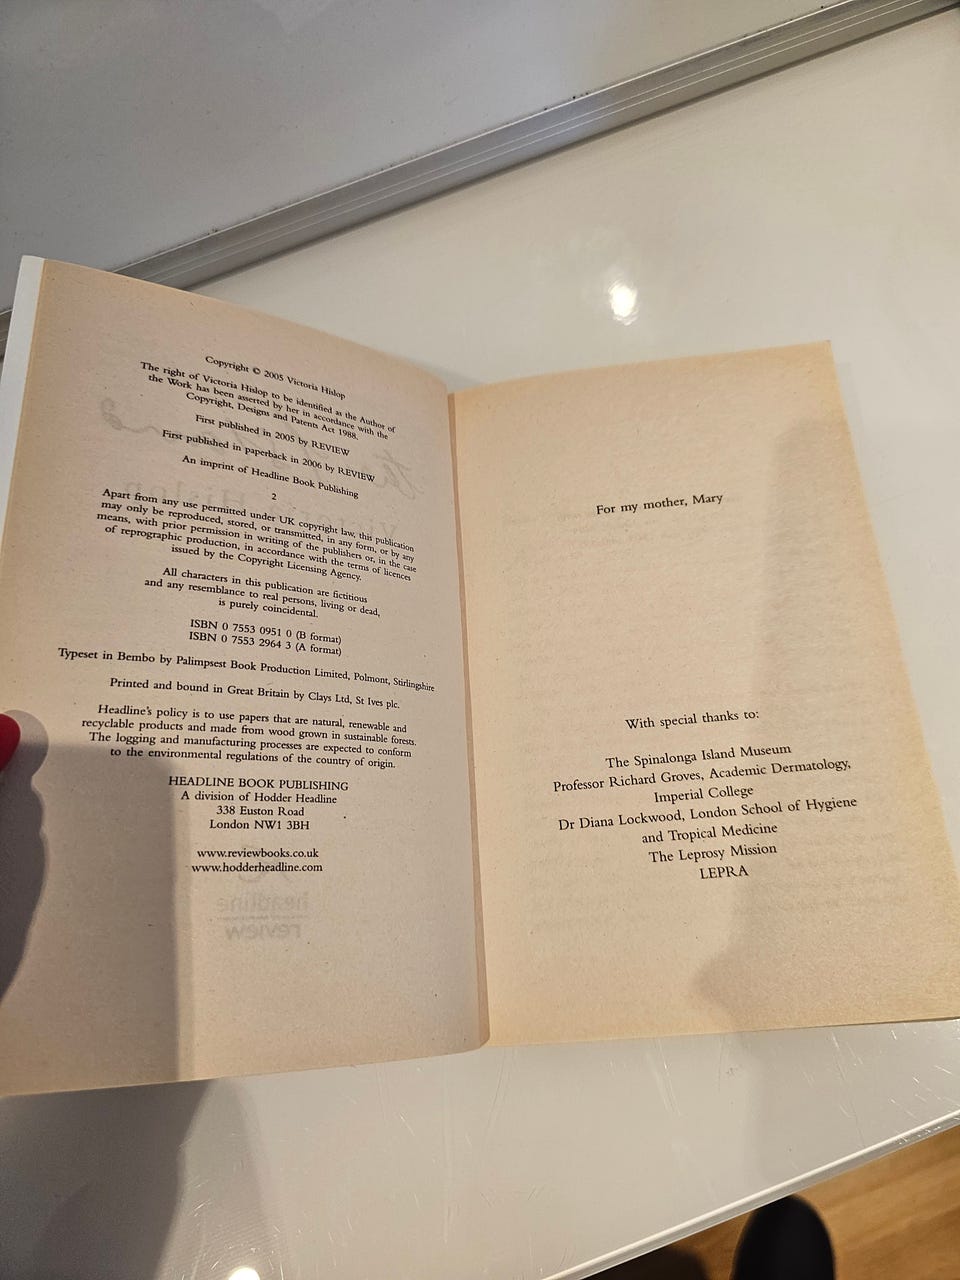 Copyright © 2005 Victoria Hislop
The right of Victoria Hislop to be identified as the Author of
the Work has been asserted by her in accordance with the
Copyright, Designs and Patents Act 1988.
First published in 2005 by REVIEW
First published in paperback in 2006 by REVIEW
An imprint of Headline Book Publishing
2
Apart from any use permitted under UK copyright law, this publication
may only be reproduced, stored, or transmitted, in any form, or by any
means, with prior permission in writing of the publishers or, in the case
of reprographic production, in accordance with the terms of licences
issued by the Copyright Licensing Agency.
All characters in this publication are fictitious
and any resemblance to real persons, living or dead,
is purely coincidental.
ISBN 0 7553 0951 0 (B format)
ISBN 0 7553 2964 3 (A format)
Typeset in Bembo by Palimpsest Book Production Limited, Polmont, Stirlingshire
Printed and bound in Great Britain by Clays Ltd, St Ives plc.
Headline's policy is to use papers that are natural, renewable and
recyclable products and made from wood grown in sustainable forests.
The logging and manufacturing processes are expected to conform
to the environmental regulations of the country of origin.
HEADLINE BOOK PUBLISHING
A division of Hodder Headline
338 Euston Road
London NW1 3BH
www.reviewbooks.co.uk
www.hodderheadline.com
headline
review
For my mother, Mary
With special thanks to:
The Spinalonga Island Museum
Professor Richard Groves, Academic Dermatology,
Imperial College
Dr Diana Lockwood, London School of Hygiene
and Tropical Medicine
The Leprosy Mission
LEPRA